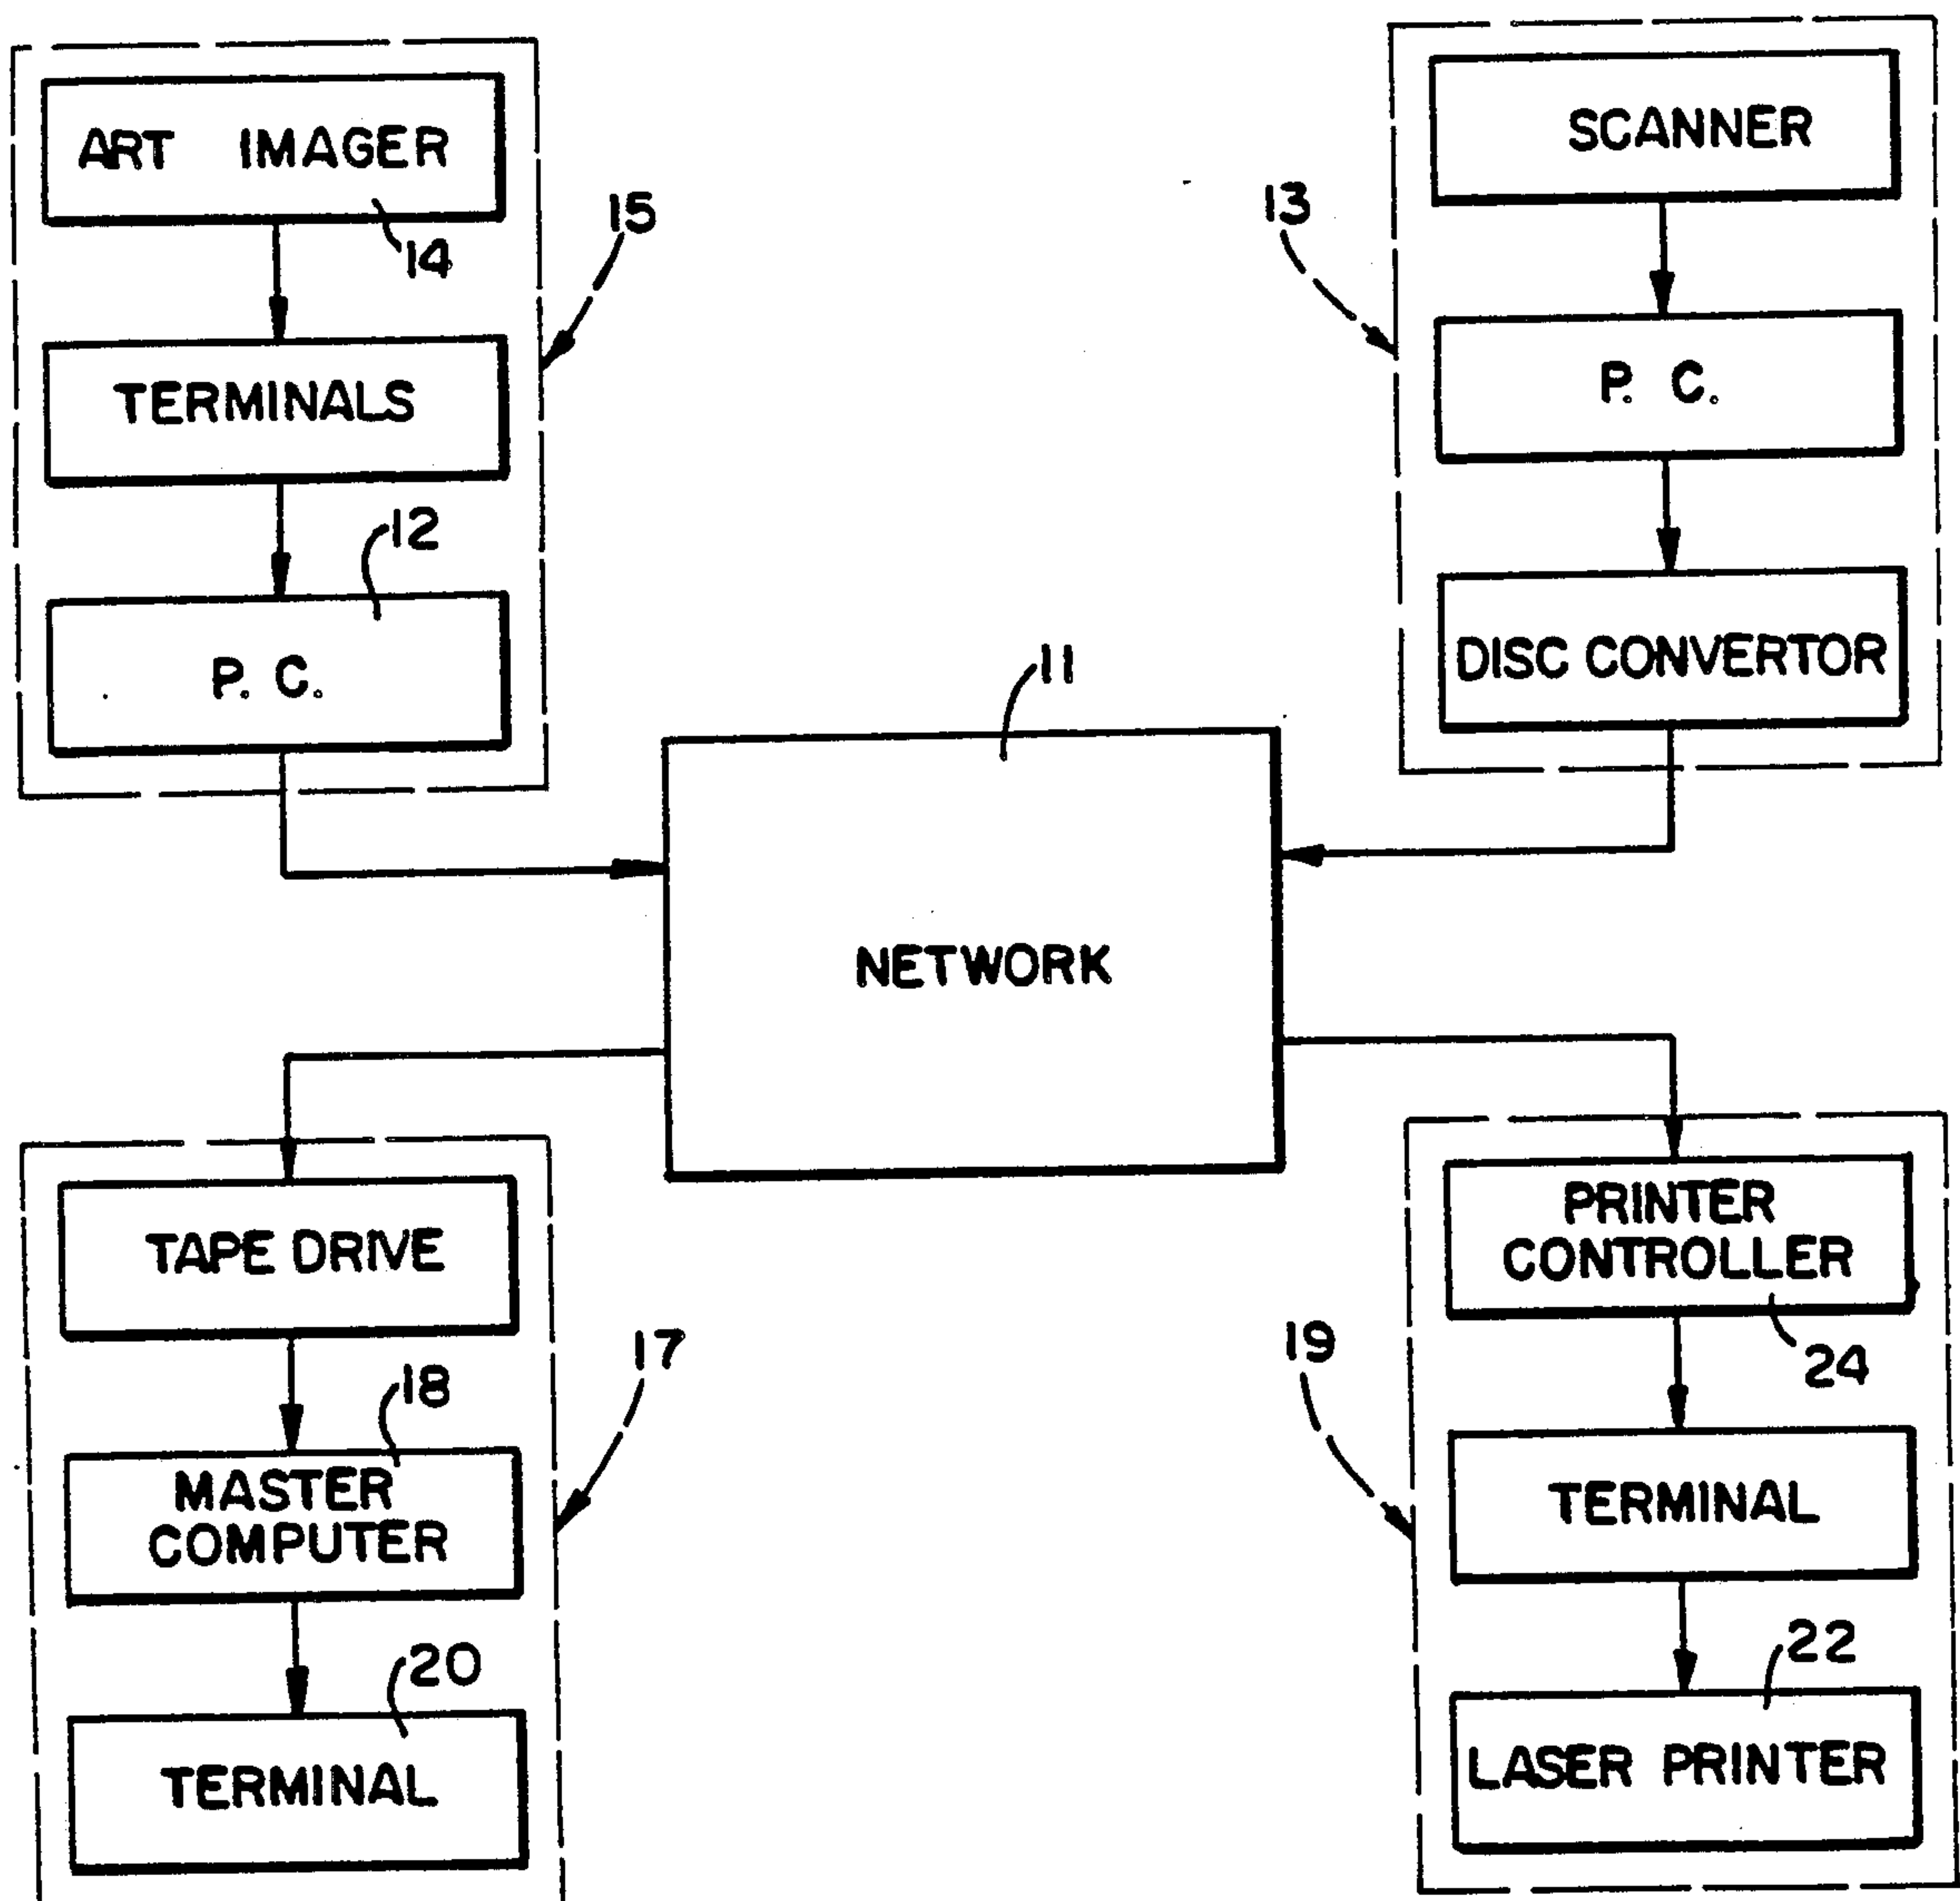 ART IMAGER
14
15
TERMINALS
12
P. C.
SCANNER
13
P. C.
DISC CONVERTOR
11
NETWORK
TAPE DRIVE
17
18
MASTER
COMPUTER
20
TERMINAL
PRINTER
CONTROLLER
19
24
TERMINAL
22
LASER PRINTER